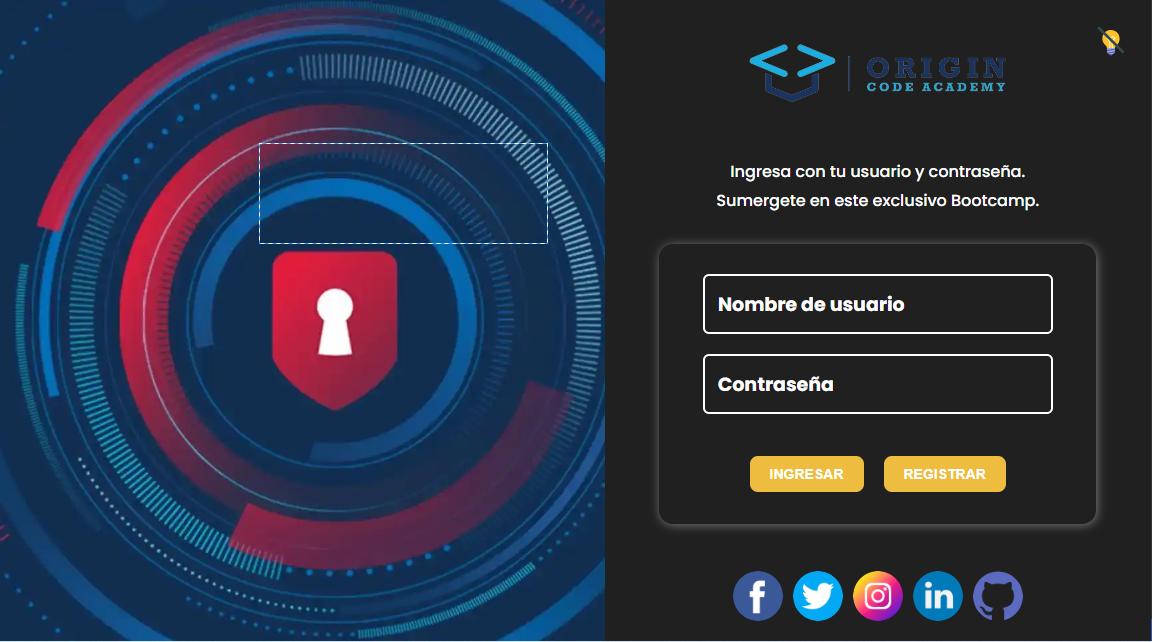 ORIGIN
CODE ACADEMY
Ingresa con tu usuario y contraseña.
Sumergete en este exclusivo Bootcamp.
Nombre de usuario
Contraseña
INGRESAR
REGISTRAR